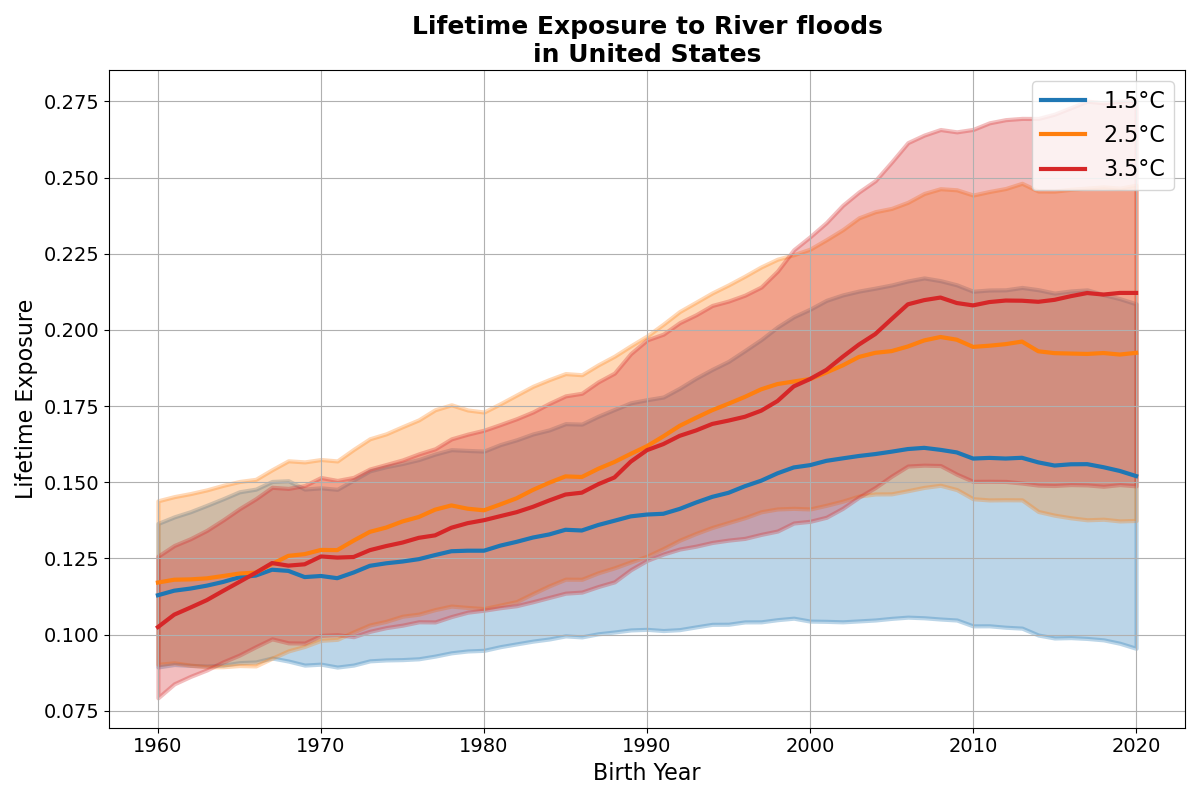 Lifetime Exposure to River floods
in United States
1.5°C
2.5°C
3.5°C
0.275
0.250
0.225
0.200
0.175
0.150
0.125
0.100
0.075
Lifetime Exposure
1960 1970 1980 1990 2000 2010 2020
Birth Year